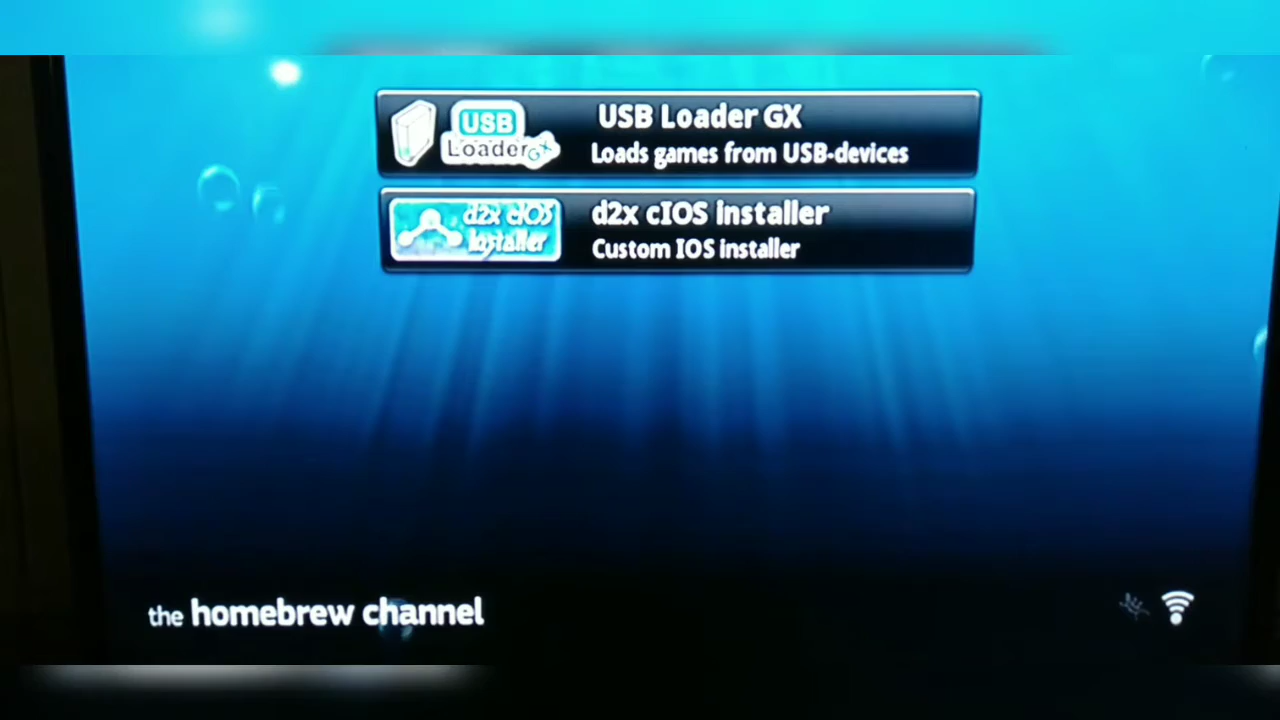 USB
Loader GX
USB Loader GX
Loads games from USB-devices
d2x cIOS
Installer
d2x cIOS installer
Custom IOS installer
the homebrew channel